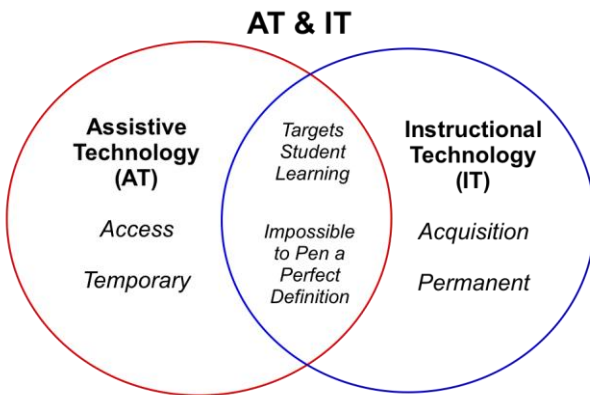 AT & IT
Assistive
Technology
(AT)
Access
Temporary
Targets
Student
Learning
Impossible
to Pen a
Perfect
Definition
Instructional
Technology
(IT)
Acquisition
Permanent